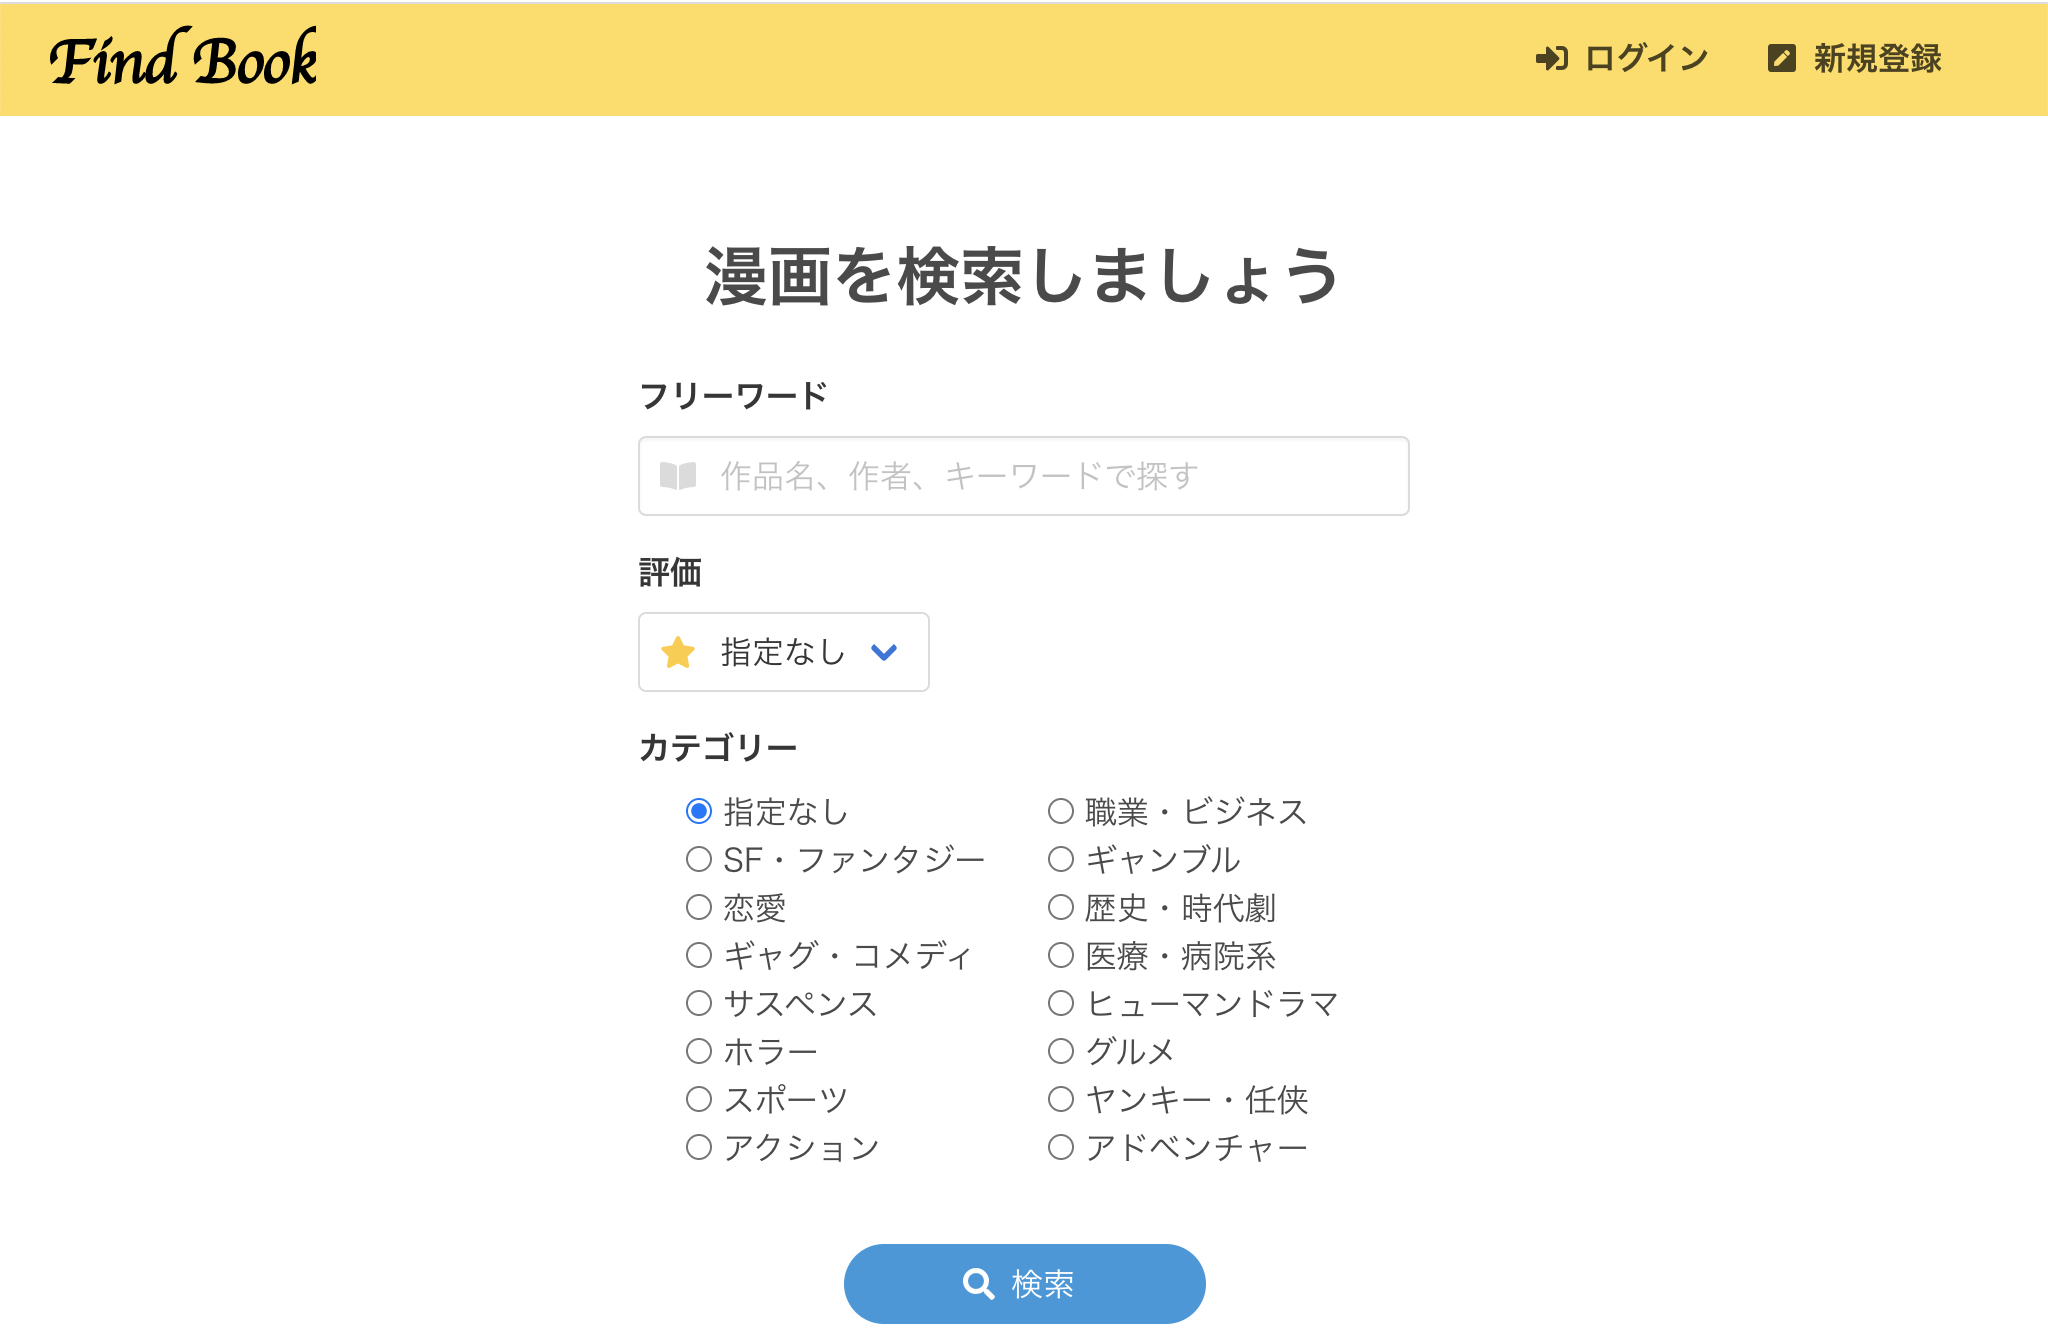 Find Book
ログイン
新規登録
漫画を検索しましょう
フリーワード
作品名、作者、キーワードで探す
評価
指定なし
カテゴリー
指定なし
職業・ビジネス
SF・ファンタジー
ギャンブル
恋愛
歴史・時代劇
ギャグ・コメディ
医療・病院系
サスペンス
ヒューマンドラマ
ホラー
グルメ
スポーツ
ヤンキー・任侠
アクション
アドベンチャー
検索